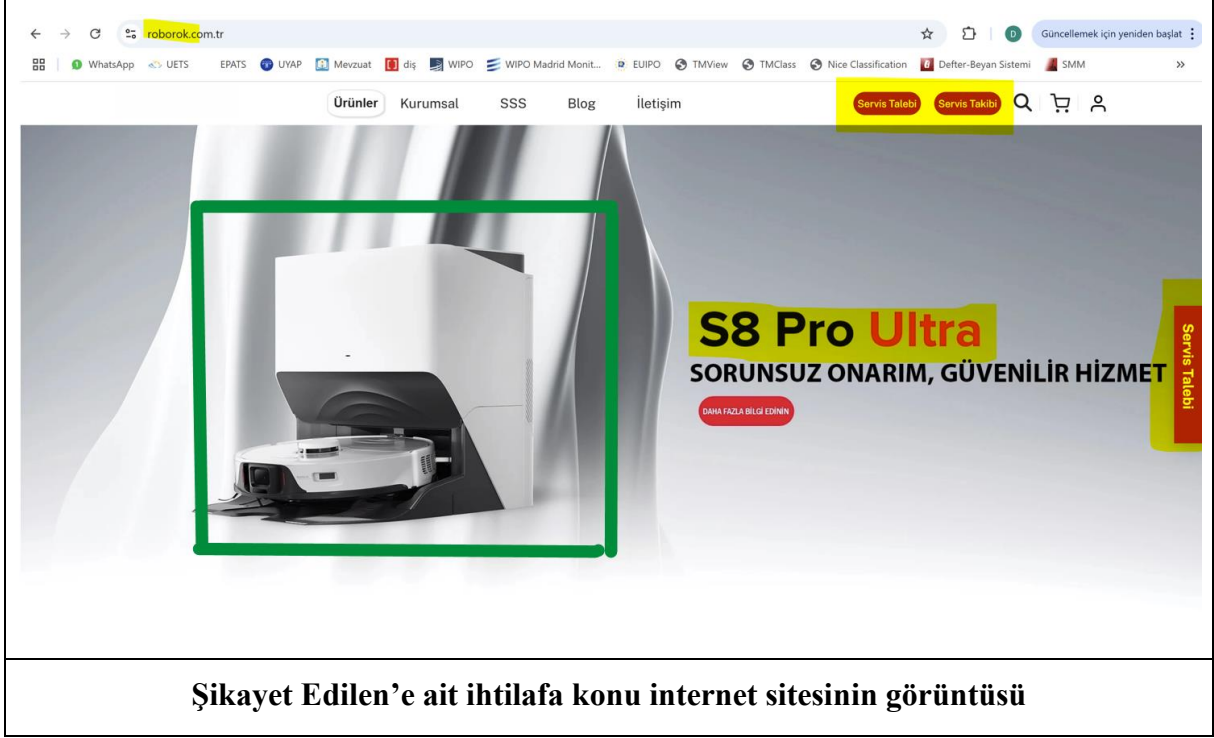 roborok.com.tr
Güncellemek için yeniden başlat
WhatsApp UETS EPATS UYAP Mevzuat diş WIPO WIPO Madrid Monit... EUIPO TMView TMClass Nice Classification Defter-Beyan Sistemi SMM »
Ürünler Kurumsal SSS Blog İletişim Servis Talebi Servis Takibi
S8 Pro Ultra
SORUNSUZ ONARIM, GÜVENİLİR HİZMET
DAHA FAZLA BİLGİ EDİNİN
Servis Talebi
Şikayet Edilen’e ait ihtilafa konu internet sitesinin görüntüsü